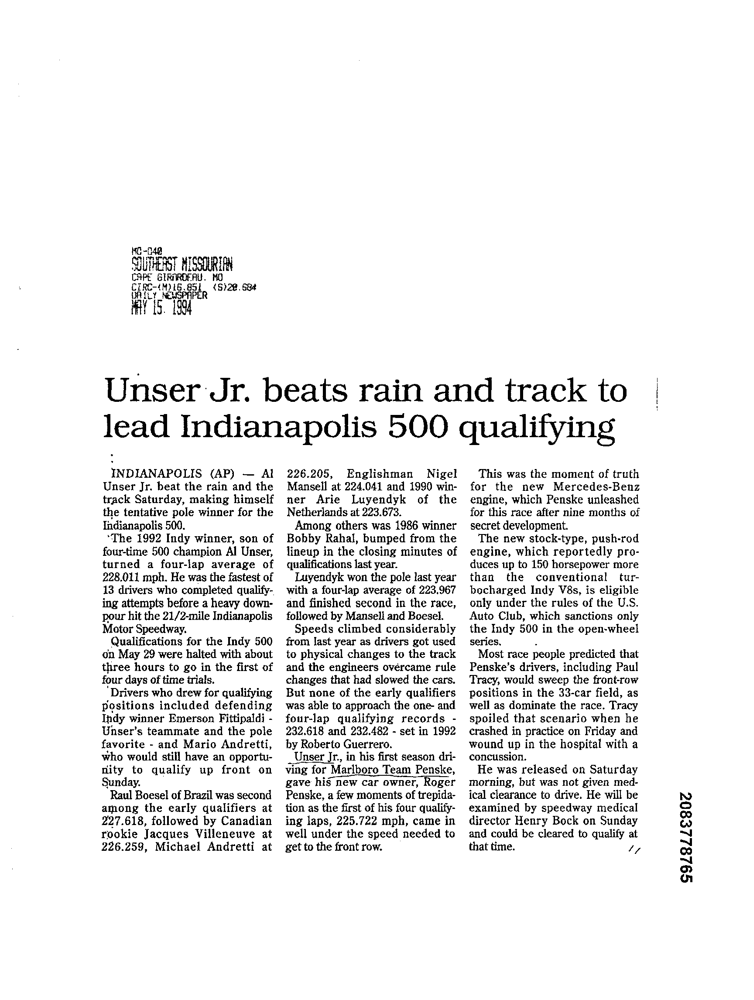 MO-040
SOUTHEAST MISSOURIAN
CAPE GIRARDEAU, MO
CIRC-(M)16,851 (S)20,684
DAILY NEWSPAPER
MAY 15, 1994
Unser Jr. beats rain and track to
lead Indianapolis 500 qualifying
INDIANAPOLIS (AP) — Al
Unser Jr. beat the rain and the
track Saturday, making himself
the tentative pole winner for the
Indianapolis 500.
The 1992 Indy winner, son of
four-time 500 champion Al Unser,
turned a four-lap average of
228.011 mph. He was the fastest of
13 drivers who completed qualify-
ing attempts before a heavy down-
pour hit the 21/2-mile Indianapolis
Motor Speedway.
Qualifications for the Indy 500
on May 29 were halted with about
three hours to go in the first of
four days of time trials.
Drivers who drew for qualifying
positions included defending
Indy winner Emerson Fittipaldi -
Unser's teammate and the pole
favorite - and Mario Andretti,
who would still have an opportu-
nity to qualify up front on
Sunday.
Raul Boesel of Brazil was second
among the early qualifiers at
227.618, followed by Canadian
rookie Jacques Villeneuve at
226.259, Michael Andretti at
226.205, Englishman Nigel
Mansell at 224.041 and 1990 win-
ner Arie Luyendyk of the
Netherlands at 223.673.
Among others was 1986 winner
Bobby Rahal, bumped from the
lineup in the closing minutes of
qualifications last year.
Luyendyk won the pole last year
with a four-lap average of 223.967
and finished second in the race,
followed by Mansell and Boesel.
Speeds climbed considerably
from last year as drivers got used
to physical changes to the track
and the engineers overcame rule
changes that had slowed the cars.
But none of the early qualifiers
was able to approach the one- and
four-lap qualifying records -
232.618 and 232.482 - set in 1992
by Roberto Guerrero.
Unser Jr., in his first season dri-
ving for Marlboro Team Penske,
gave his new car owner, Roger
Penske, a few moments of trepida-
tion as the first of his four qualify-
ing laps, 225.722 mph, came in
well under the speed needed to
get to the front row.
This was the moment of truth
for the new Mercedes-Benz
engine, which Penske unleashed
for this race after nine months of
secret development.
The new stock-type, push-rod
engine, which reportedly pro-
duces up to 150 horsepower more
than the conventional tur-
bocharged Indy V8s, is eligible
only under the rules of the U.S.
Auto Club, which sanctions only
the Indy 500 in the open-wheel
series.
Most race people predicted that
Penske's drivers, including Paul
Tracy, would sweep the front-row
positions in the 33-car field, as
well as dominate the race. Tracy
spoiled that scenario when he
crashed in practice on Friday and
wound up in the hospital with a
concussion.
He was released on Saturday
morning, but was not given med-
ical clearance to drive. He will be
examined by speedway medical
director Henry Bock on Sunday
and could be cleared to qualify at
that time.
2083778765